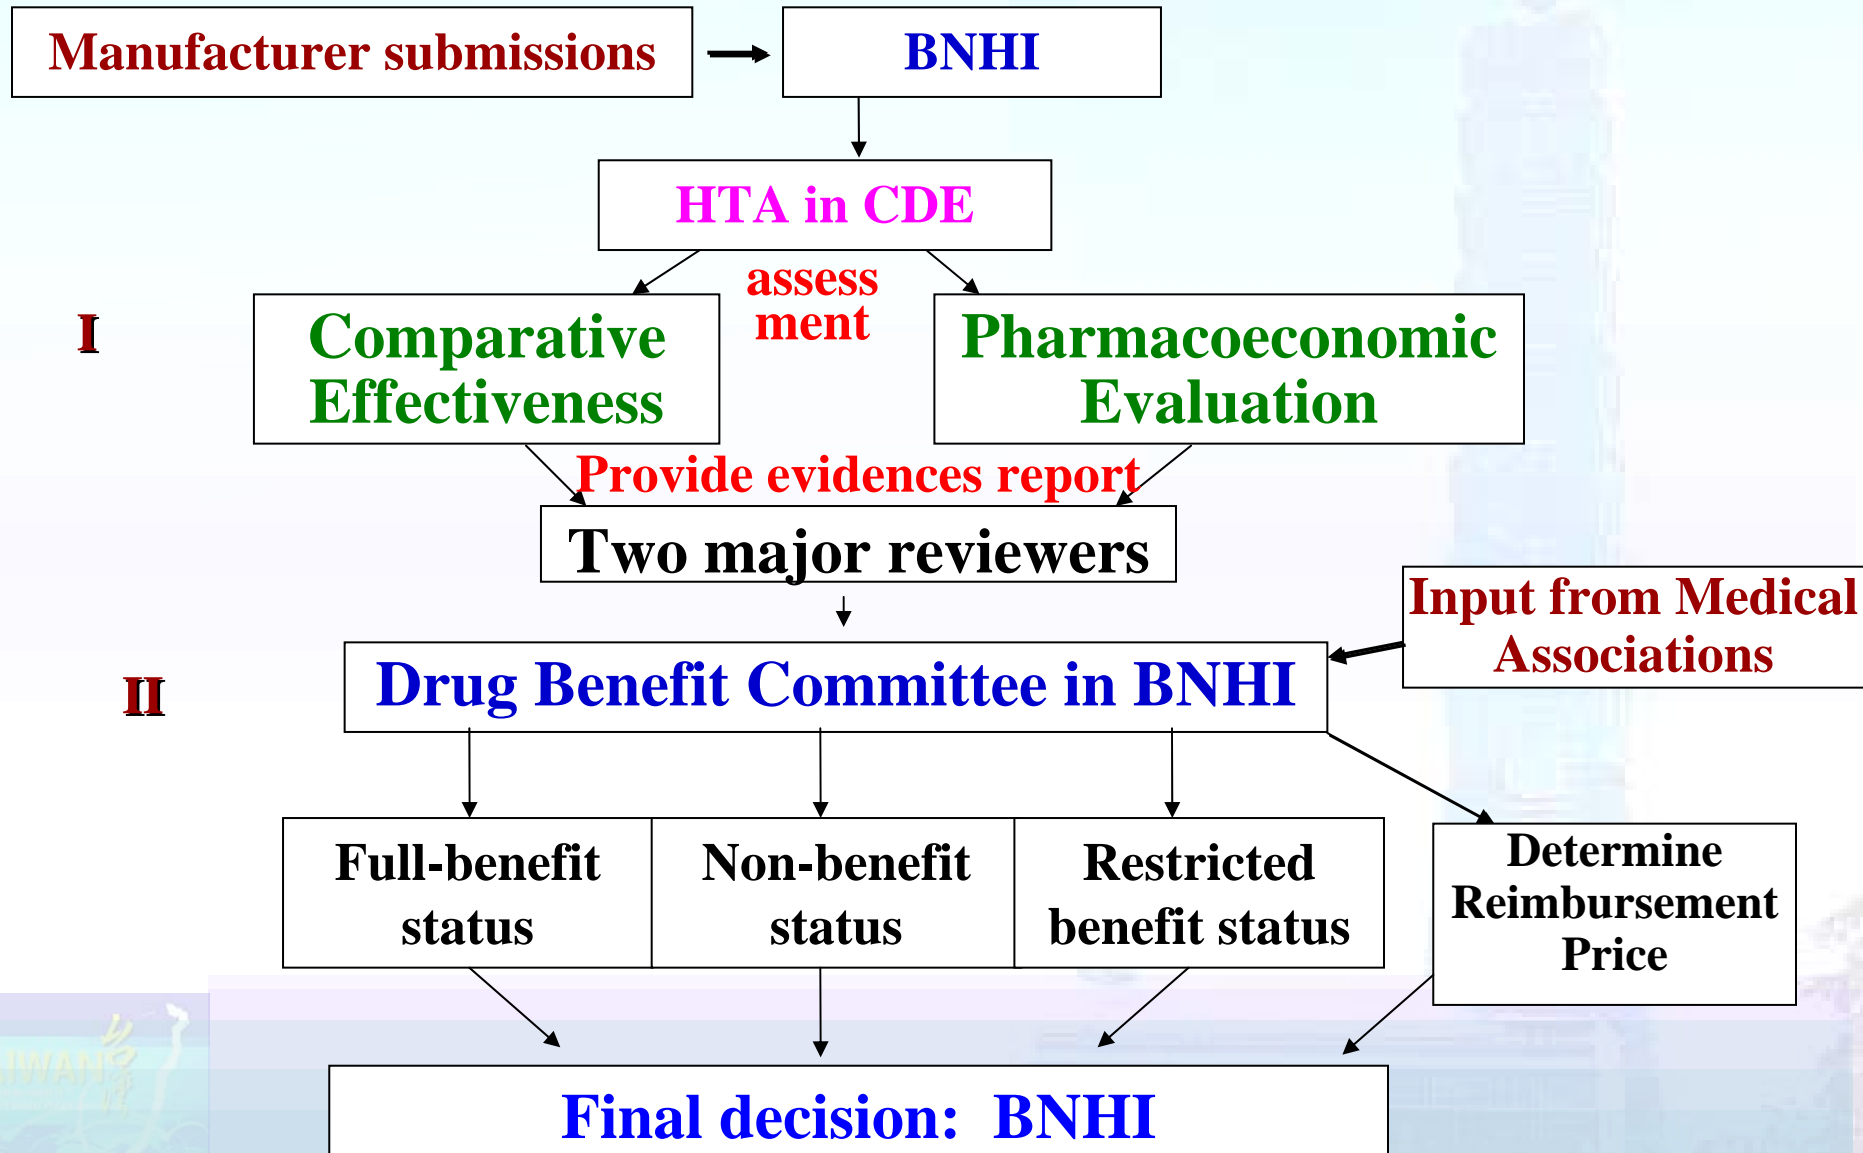 Manufacturer submissions
BNHI
HTA in CDE
assess
ment
I
Comparative
Effectiveness
Pharmacoeconomic
Evaluation
Provide evidences report
Two major reviewers
Input from Medical
Associations
II
Drug Benefit Committee in BNHI
Full-benefit
status
Non-benefit
status
Restricted
benefit status
Determine
Reimbursement
Price
AIWAN
Final decision: BNHI